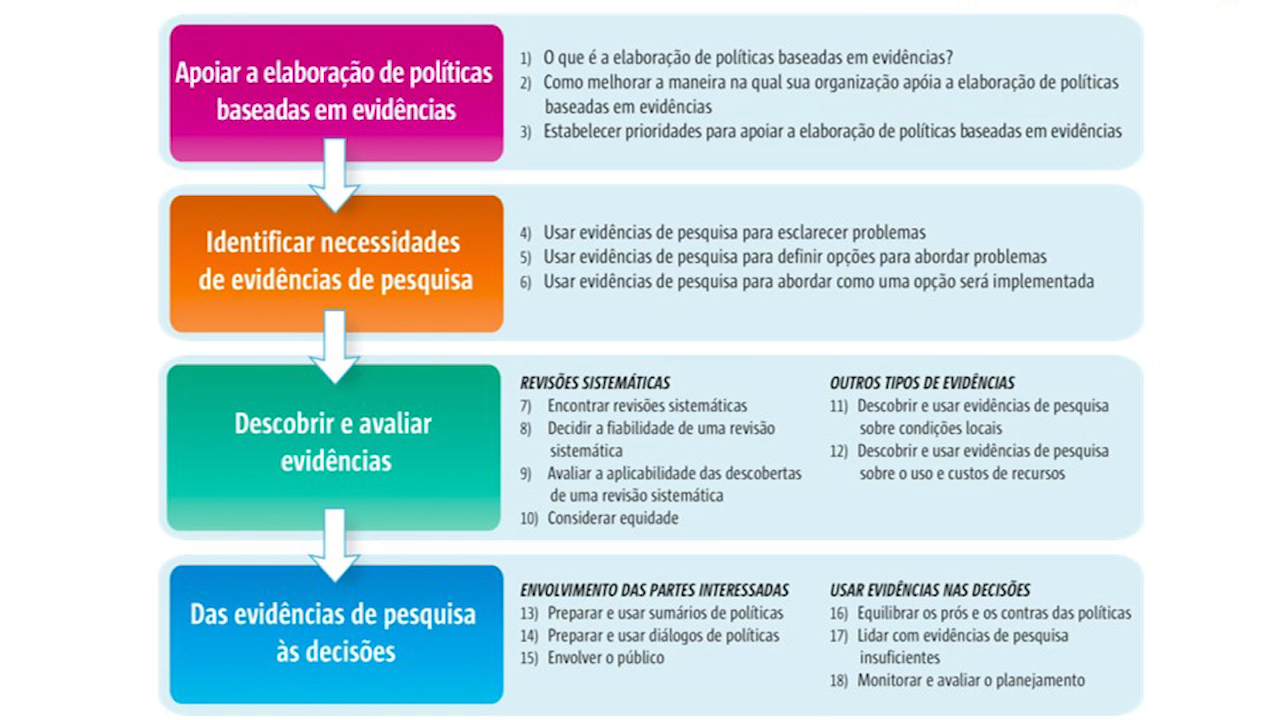 Apoiar a elaboração de políticas
baseadas em evidências
1) O que é a elaboração de políticas baseadas em evidências?
2) Como melhorar a maneira na qual sua organização apóia a elaboração de políticas
baseadas em evidências
3) Estabelecer prioridades para apoiar a elaboração de políticas baseadas em evidências
Identificar necessidades
de evidências de pesquisa
4) Usar evidências de pesquisa para esclarecer problemas
5) Usar evidências de pesquisa para definir opções para abordar problemas
6) Usar evidências de pesquisa para abordar como uma opção será implementada
Descobrir e avaliar
evidências
REVISÕES SISTEMÁTICAS
7) Encontrar revisões sistemáticas
8) Decidir a fiabilidade de uma revisão
sistemática
9) Avaliar a aplicabilidade das descobertas
de uma revisão sistemática
10) Considerar equidade
OUTROS TIPOS DE EVIDÊNCIAS
11) Descobrir e usar evidências de pesquisa
sobre condições locais
12) Descobrir e usar evidências de pesquisa
sobre o uso e custos de recursos
Das evidências de pesquisa
às decisões
ENVOLVIMENTO DAS PARTES INTERESSADAS
13) Preparar e usar sumários de políticas
14) Preparar e usar diálogos de políticas
15) Envolver o público
USAR EVIDÊNCIAS NAS DECISÕES
16) Equilibrar os prós e os contras das políticas
17) Lidar com evidências de pesquisa
insuficientes
18) Monitorar e avaliar o planejamento